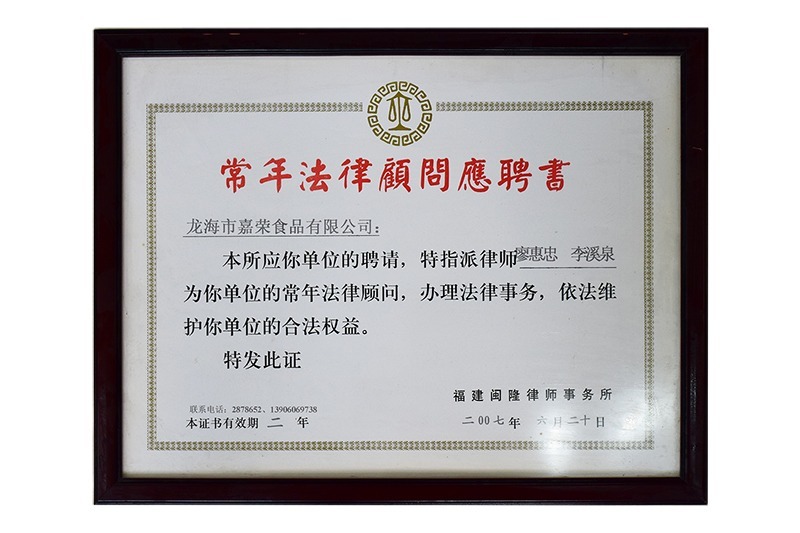 常年法律顧問應聘書
龙海市嘉荣食品有限公司：
本所应你单位的聘请，特指派律师廖惠忠 李溪泉
为你单位的常年法律顾问，办理法律事务，依法维
护你单位的合法权益。
特发此证
福建闽隆律师事务所
联系电话：2878652、13906069738
本证书有效期 二 年
二00七年 六月二十日